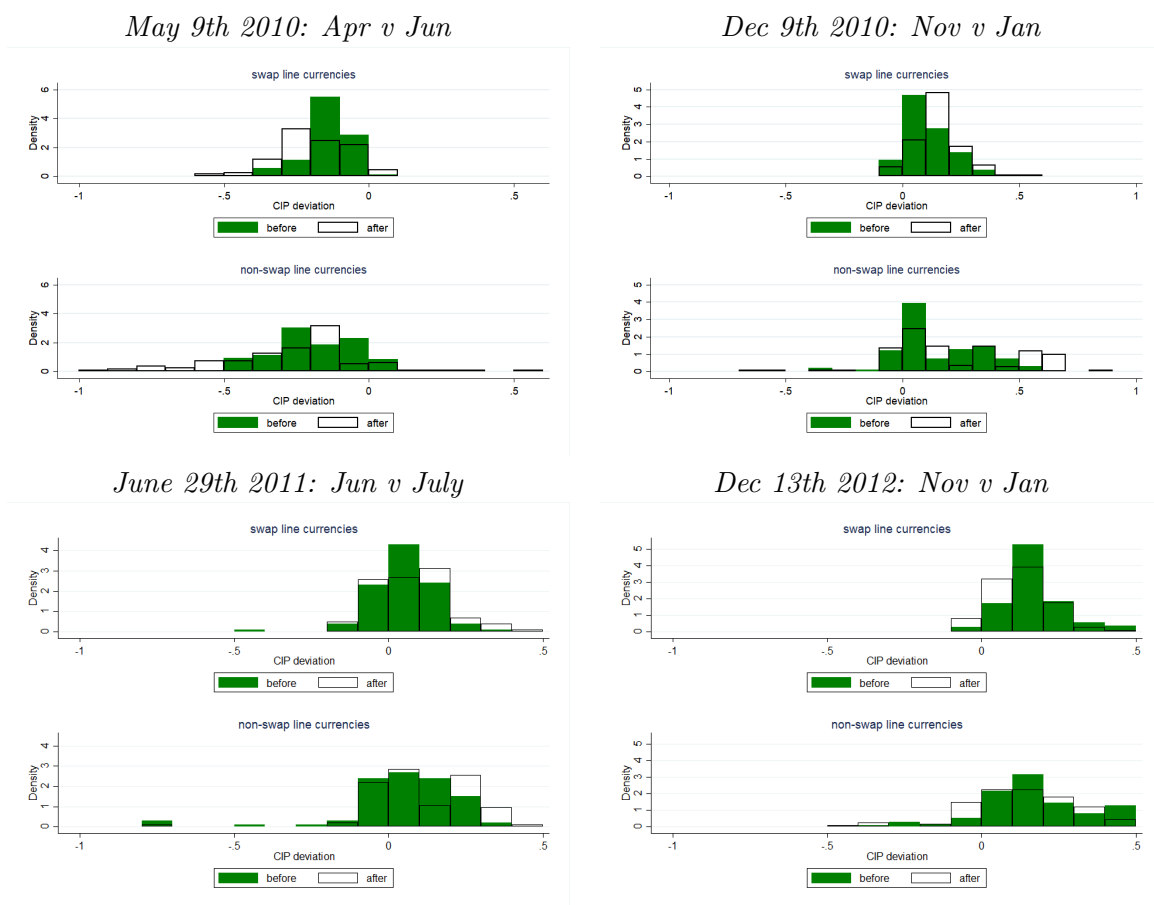 May 9th 2010: Apr v Jun
swap line currencies
Density
0 2 4 6
-1 -.5 0 .5
CIP deviation
before after
non-swap line currencies
Density
0 2 4 6
-1 -.5 0 .5
CIP deviation
before after
Dec 9th 2010: Nov v Jan
swap line currencies
Density
0 1 2 3 4 5
-1 -.5 0 .5 1
CIP deviation
before after
non-swap line currencies
Density
0 1 2 3 4 5
-1 -.5 0 .5 1
CIP deviation
before after
June 29th 2011: Jun v July
swap line currencies
Density
0 1 2 3 4
-1 -.5 0 .5
CIP deviation
before after
non-swap line currencies
Density
0 1 2 3 4
-1 -.5 0 .5
CIP deviation
before after
Dec 13th 2012: Nov v Jan
swap line currencies
Density
0 1 2 3 4 5
-1 -.5 0 .5
CIP deviation
before after
non-swap line currencies
Density
0 1 2 3 4 5
-1 -.5 0 .5
CIP deviation
before after